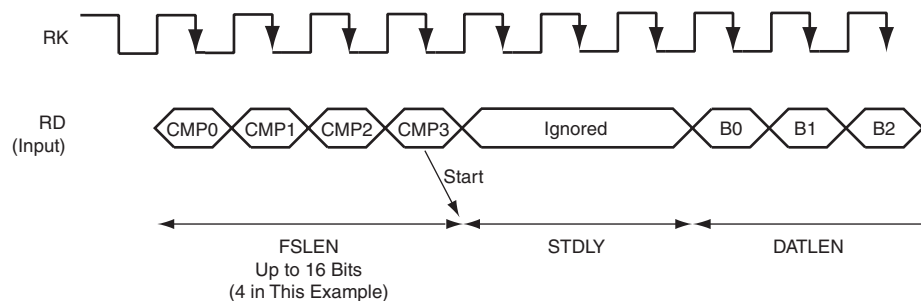 RK
RD
(Input)
CMP0 CMP1 CMP2 CMP3 Ignored B0 B1 B2
Start
FSLEN
Up to 16 Bits
(4 in This Example)
STDLY
DATLEN